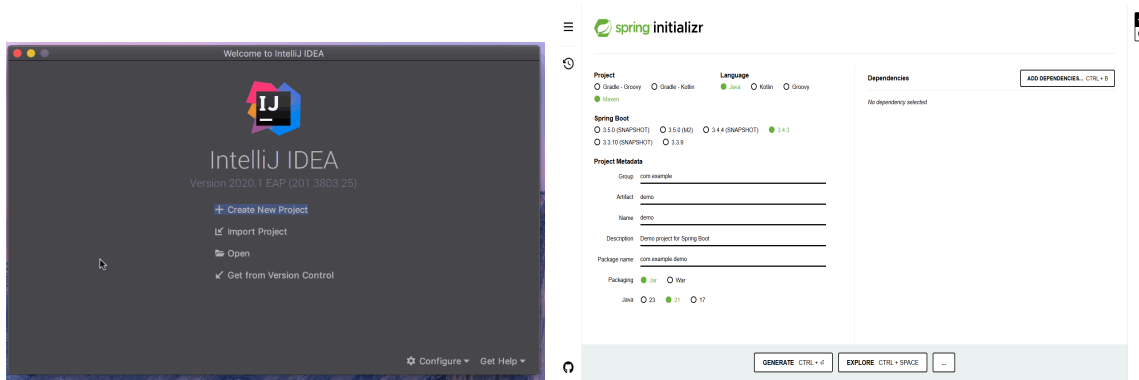 Welcome to IntelliJ IDEA
IJ
IntelliJ IDEA
Version 2020.1 EAP (201.3803.25)
Create New Project
Import Project
Open
Get from Version Control
Configure
Get Help
spring initializr
Project
Gradle - Groovy Gradle - Kotlin
Maven
Language
Java Kotlin Groovy
Spring Boot
3.5.0 (SNAPSHOT) 3.5.0 (M2) 3.4.4 (SNAPSHOT) 3.4.3
3.3.10 (SNAPSHOT) 3.3.9
Project Metadata
Group com.example
Artifact demo
Name demo
Description Demo project for Spring Boot
Package name com.example.demo
Packaging Jar War
Java 23 21 17
Dependencies ADD DEPENDENCIES... CTRL + B
No dependency selected
GENERATE CTRL + ⏎ EXPLORE CTRL + SPACE ...